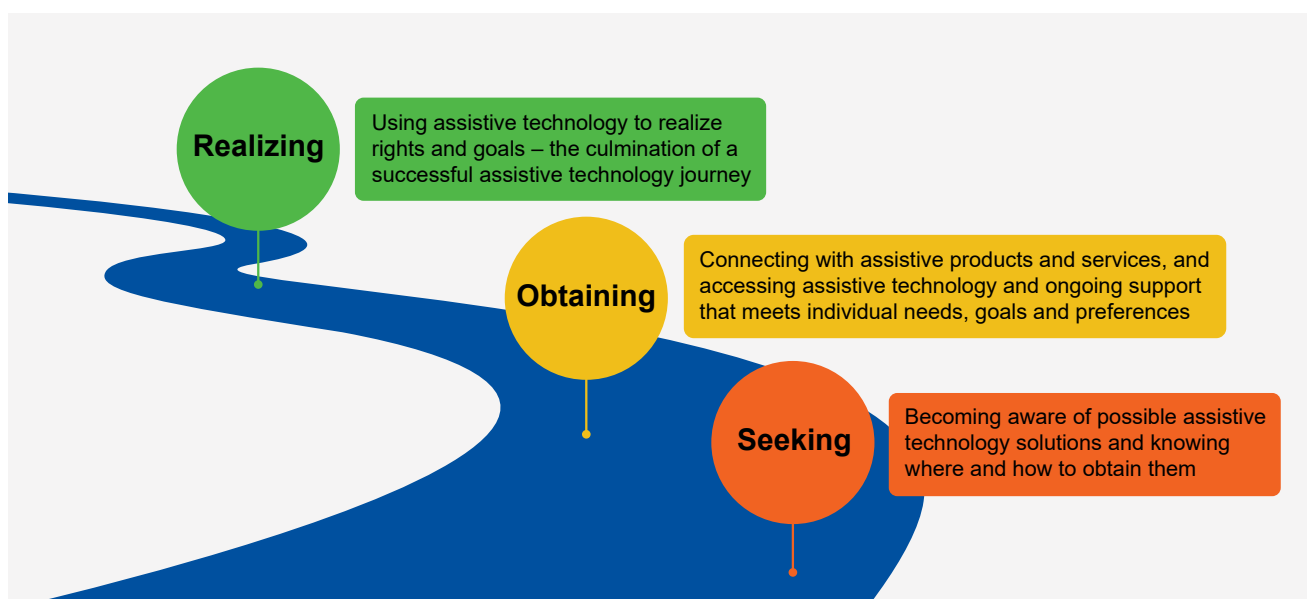 Realizing
Using assistive technology to realize
rights and goals – the culmination of a
successful assistive technology journey
Obtaining
Connecting with assistive products and services, and
accessing assistive technology and ongoing support
that meets individual needs, goals and preferences
Seeking
Becoming aware of possible assistive
technology solutions and knowing
where and how to obtain them